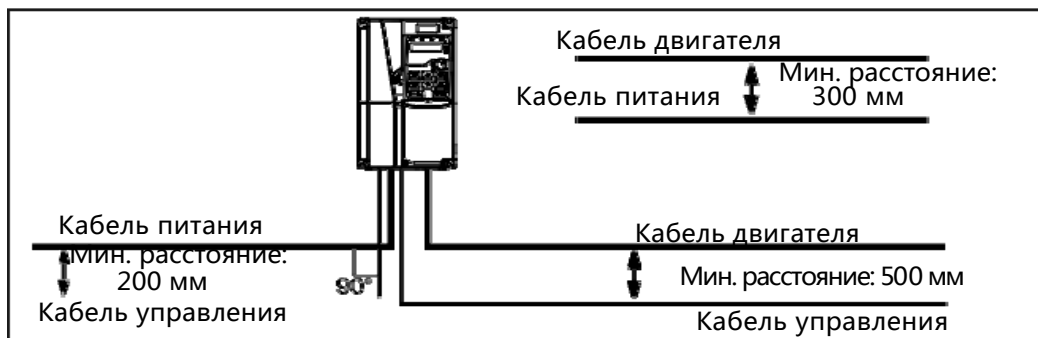 Кабель двигателя
Мин. расстояние:
300 мм
Кабель питания
Кабель питания
Мин. расстояние:
200 мм
Кабель управления
90°
Кабель двигателя
Мин. расстояние: 500 мм
Кабель управления